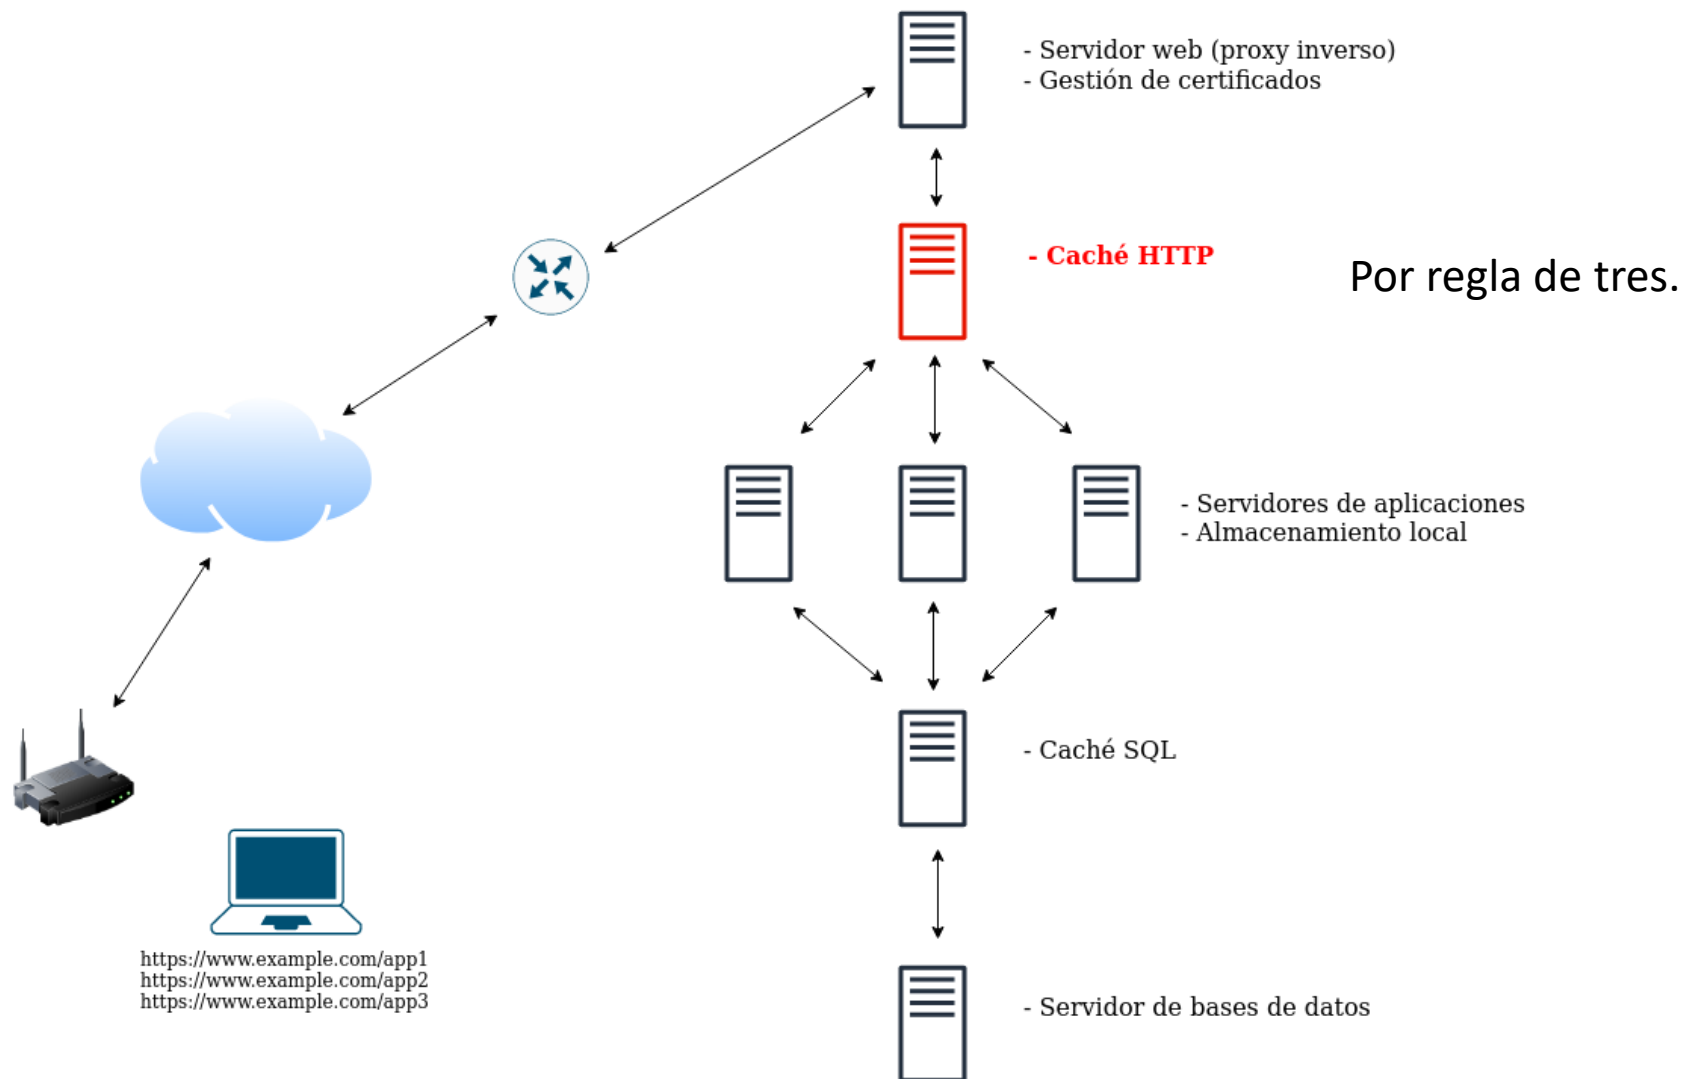 - Servidor web (proxy inverso)
- Gestión de certificados
- Caché HTTP
Por regla de tres.
- Servidores de aplicaciones
- Almacenamiento local
- Caché SQL
https://www.example.com/app1
https://www.example.com/app2
https://www.example.com/app3
- Servidor de bases de datos